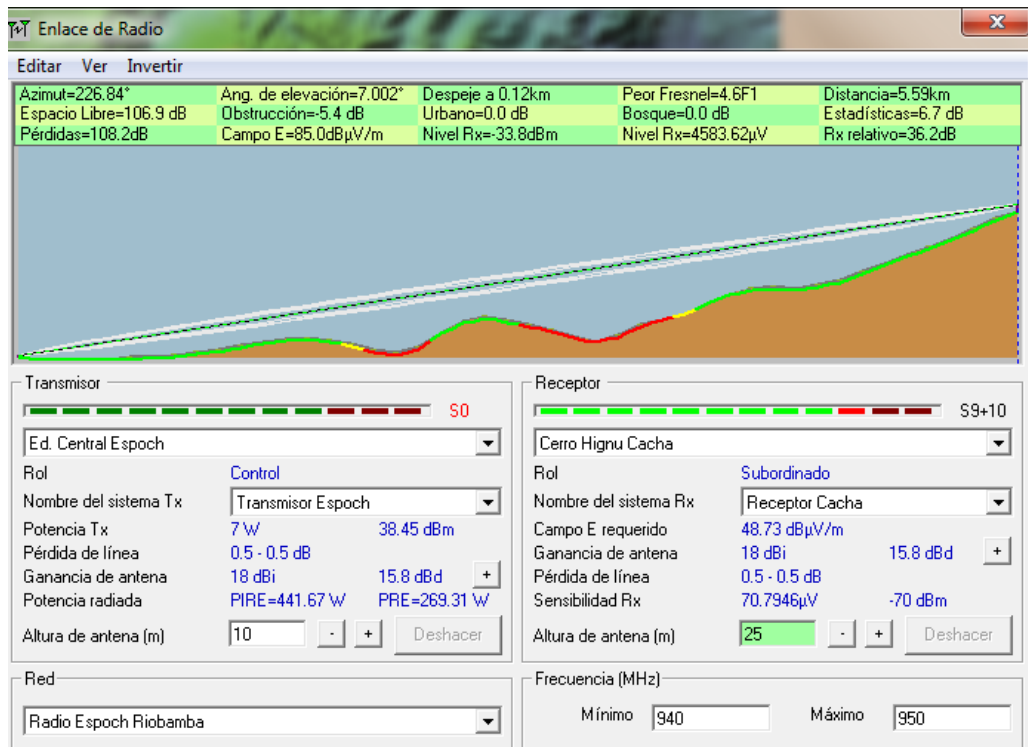 Enlace de Radio
Editar Ver Invertir
Azimut=226.84° Ang. de elevación=7.002° Despeje a 0.12km Peor Fresnel=4.6F1 Distancia=5.59km
Espacio Libre=106.9 dB Obstrucción=-5.4 dB Urbano=0.0 dB Bosque=0.0 dB Estadísticas=6.7 dB
Pérdidas=108.2dB Campo E=85.0dBµV/m Nivel Rx=-33.8dBm Nivel Rx=4583.62µV Rx relativo=36.2dB
Transmisor
S0
Ed. Central Espoch
Rol Control
Nombre del sistema Tx Transmisor Espoch
Potencia Tx 7 W 38.45 dBm
Pérdida de línea 0.5 - 0.5 dB
Ganancia de antena 18 dBi 15.8 dBd +
Potencia radiada PIRE=441.67 W PRE=269.31 W
Altura de antena (m) 10 - + Deshacer
Receptor
S9+10
Cerro Hignu Cacha
Rol Subordinado
Nombre del sistema Rx Receptor Cacha
Campo E requerido 48.73 dBµV/m
Ganancia de antena 18 dBi 15.8 dBd +
Pérdida de línea 0.5 - 0.5 dB
Sensibilidad Rx 70.7946µV -70 dBm
Altura de antena (m) 25 - + Deshacer
Red
Radio Espoch Riobamba
Frecuencia (MHz)
Mínimo 940 Máximo 950